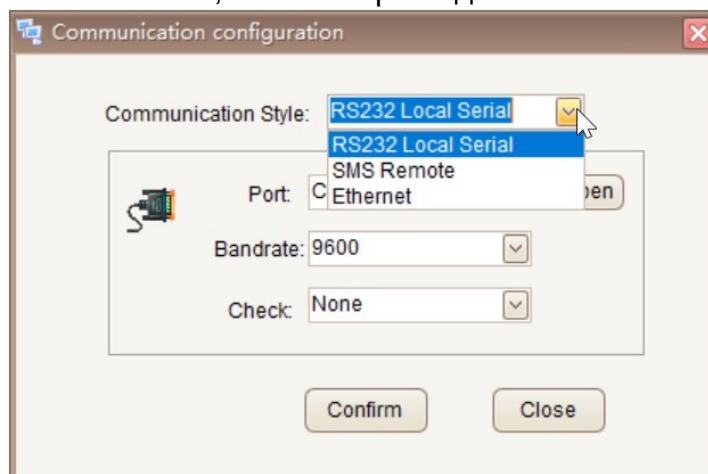 Communication configuration
Communication Style: RS232 Local Serial
RS232 Local Serial
SMS Remote
Ethernet
Port: C
Bandrate: 9600
Check: None
Confirm Close